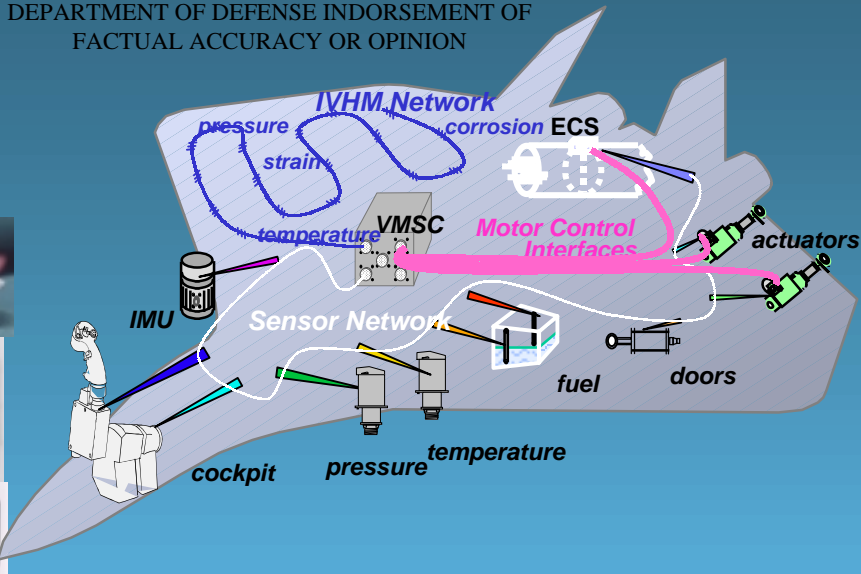 DEPARTMENT OF DEFENSE INDORSEMENT OF
FACTUAL ACCURACY OR OPINION
IVHM Network
pressure
corrosion
ECS
strain
temperature
VMSC
Motor Control
Interfaces
actuators
IMU
Sensor Network
fuel
doors
cockpit
pressure
temperature